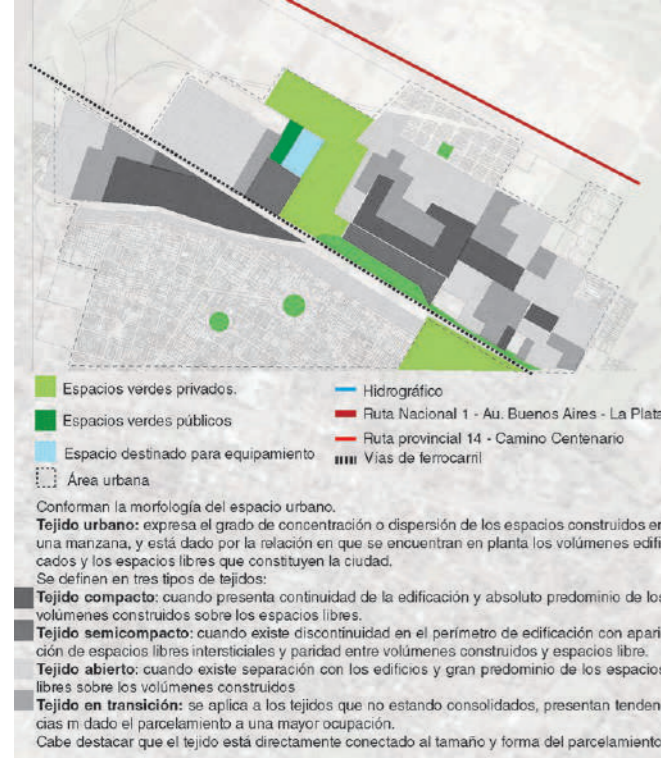 Espacios verdes privados.
Espacios verdes públicos
Espacio destinado para equipamiento
Área urbana
Hidrográfico
Ruta Nacional 1 - Au. Buenos Aires - La Plata
Ruta provincial 14 - Camino Centenario
Vias de ferrocarril
Conforman la morfología del espacio urbano.
Tejido urbano: expresa el grado de concentración o dispersión de los espacios construidos en
una manzana, y está dado por la relación en que se encuentran en planta los volúmenes edifi
cados y los espacios libres que constituyen la ciudad.
Se definen en tres tipos de tejidos:
Tejido compacto: cuando presenta continuidad de la edificación y absoluto predominio de los
volúmenes construidos sobre los espacios libres.
Tejido semicompacto: cuando existe discontinuidad en el perímetro de edificación con apari
ción de espacios libres intersticiales y paridad entre volúmenes construidos y espacios libre.
Tejido abierto: cuando existe separación con los edificios y gran predominio de los espacios
libres sobre los volúmenes construidos
Tejido en transición: se aplica a los tejidos que no estando consolidados, presentan tenden
cias m dado el parcelamiento a una mayor ocupación.
Cabe destacar que el tejido está directamente conectado al tamaño y forma del parcelamiento